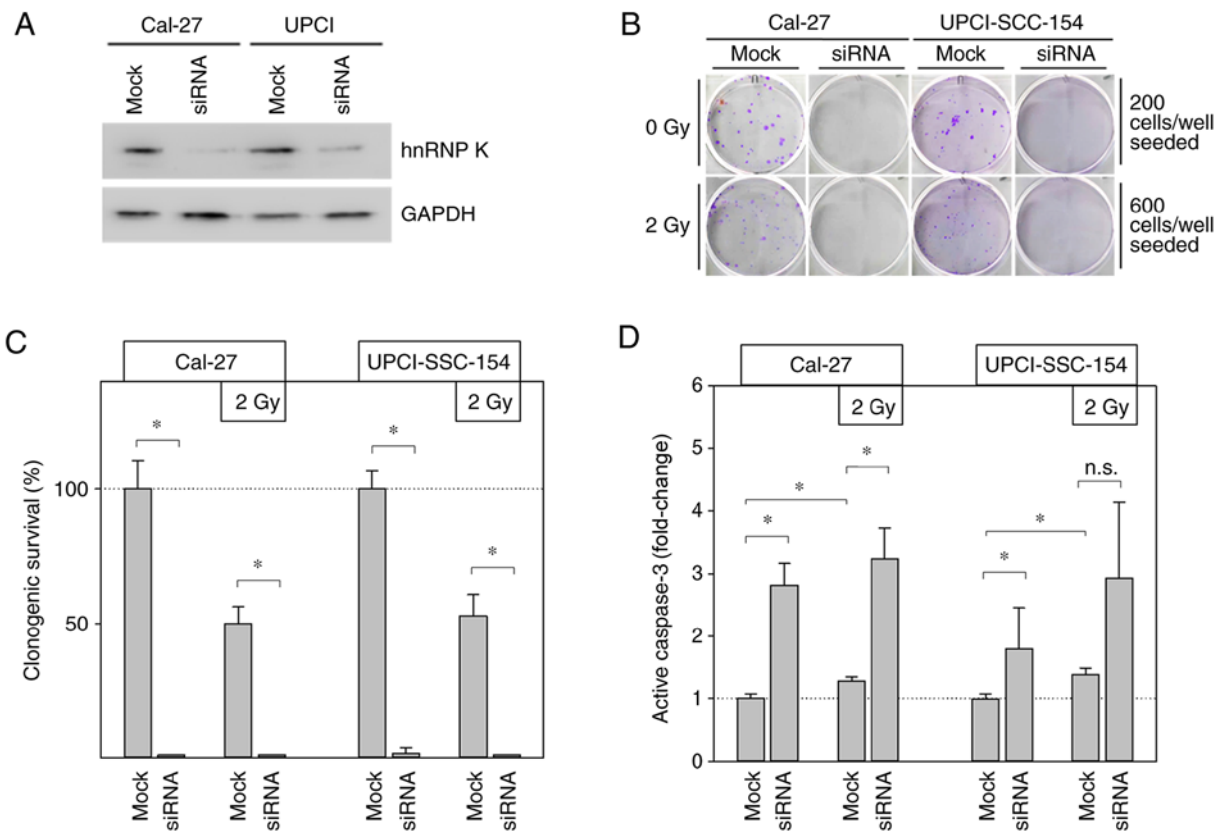 A
Cal-27 UPCI
Mock siRNA Mock siRNA
hnRNP K
GAPDH
B
Cal-27 UPCI-SCC-154
Mock siRNA Mock siRNA
0 Gy
200
cells/well
seeded
2 Gy
600
cells/well
seeded
C
Cal-27 UPCI-SSC-154
2 Gy 2 Gy
* * * *
Clonogenic survival (%)
100
50
Mock siRNA Mock siRNA Mock siRNA Mock siRNA
D
Cal-27 UPCI-SSC-154
2 Gy 2 Gy
* * * * * n.s.
Active caspase-3 (fold-change)
6
5
4
3
2
1
0
Mock siRNA Mock siRNA Mock siRNA Mock siRNA